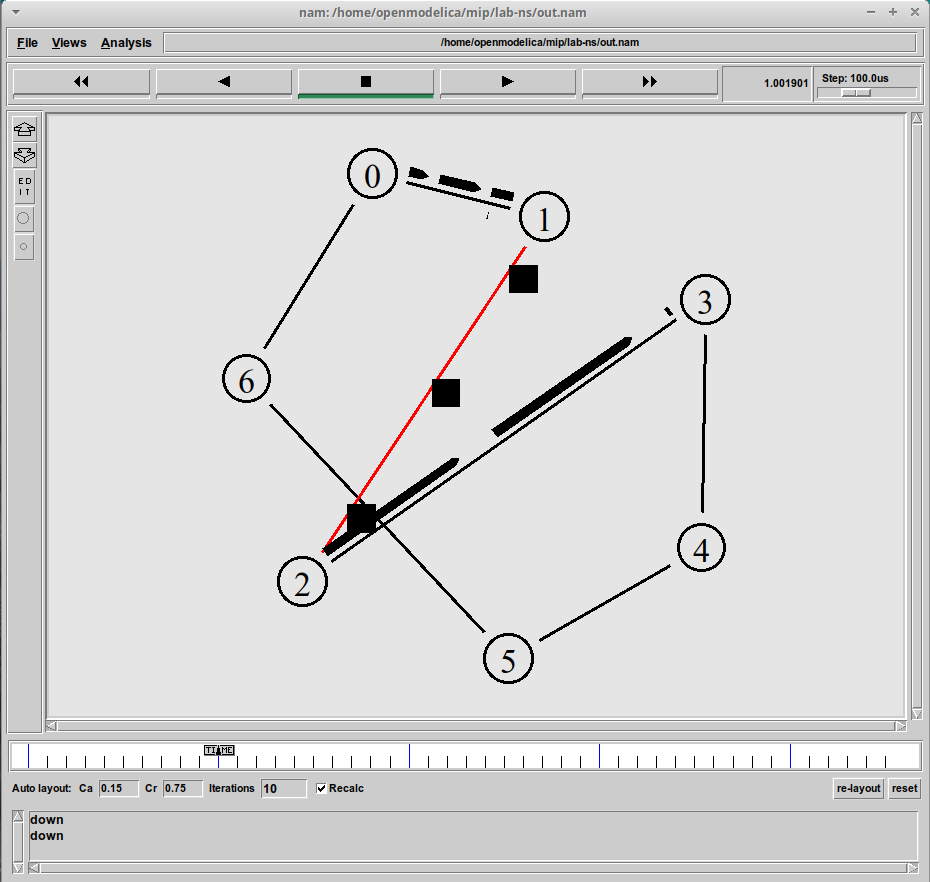 nam: /home/openmodelica/mip/lab-ns/out.nam
File Views Analysis /home/openmodelica/mip/lab-ns/out.nam
1.001901 Step: 100.0us
E D
I T
0
1
3
6
2
4
5
TIME
Auto layout: Ca 0.15 Cr 0.75 Iterations 10 Recalc re-layout reset
down
down